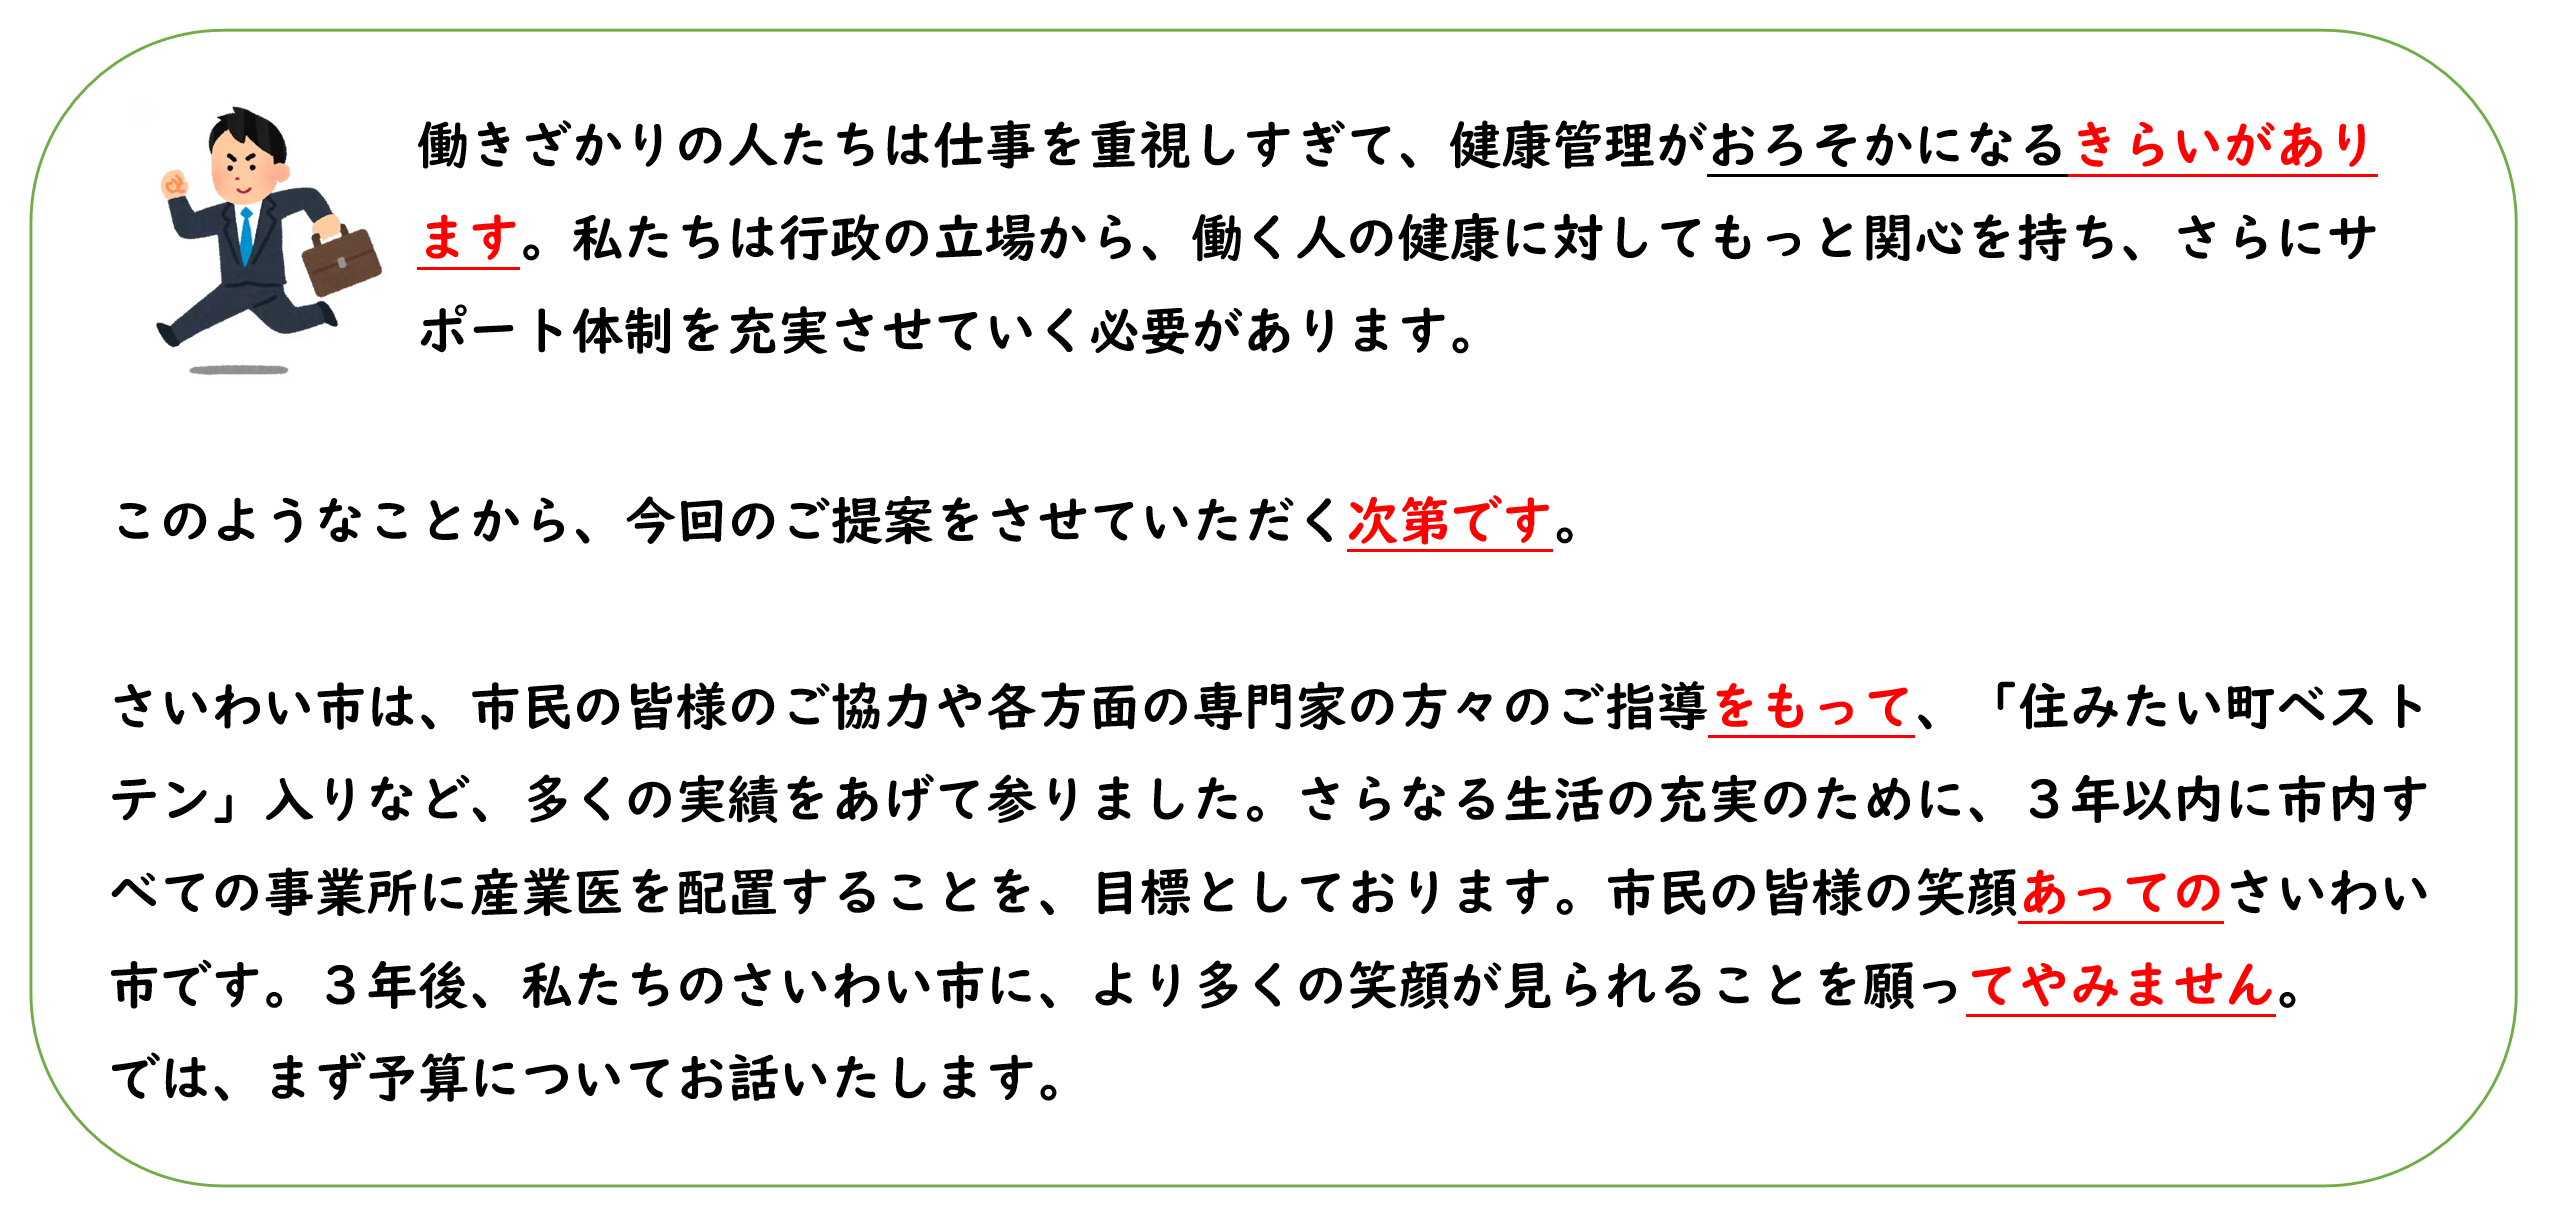 働きざかりの人たちは仕事を重視しすぎて、健康管理がおろそかになるきらいがあり
ます。私たちは行政の立場から、働く人の健康に対してもっと関心を持ち、さらにサ
ポート体制を充実させていく必要があります。
このようなことから、今回のご提案をさせていただく次第です。
さいわい市は、市民の皆様のご協力や各方面の専門家の方々のご指導をもって、「住みたい町ベスト
テン」入りなど、多くの実績をあげて参りました。さらなる生活の充実のために、３年以内に市内す
べての事業所に産業医を配置することを、目標としております。市民の皆様の笑顔あってのさいわい
市です。３年後、私たちのさいわい市に、より多くの笑顔が見られることを願ってやみません。
では、まず予算についてお話いたします。